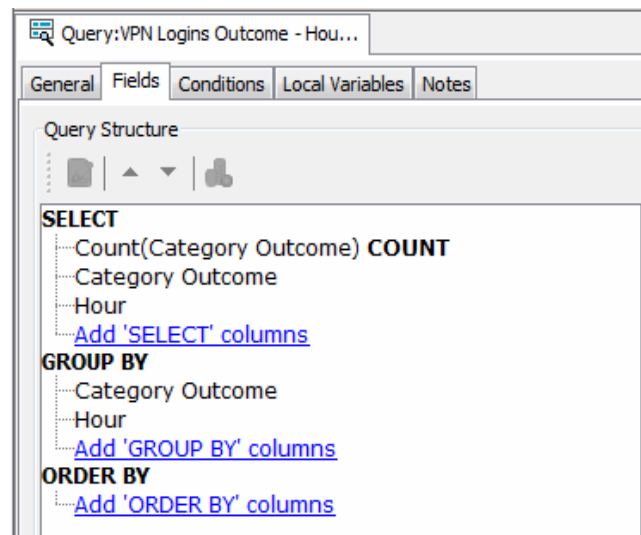 Query:VPN Logins Outcome - Hou...
General Fields Conditions Local Variables Notes
Query Structure
SELECT
Count(Category Outcome) COUNT
Category Outcome
Hour
Add 'SELECT' columns
GROUP BY
Category Outcome
Hour
Add 'GROUP BY' columns
ORDER BY
Add 'ORDER BY' columns